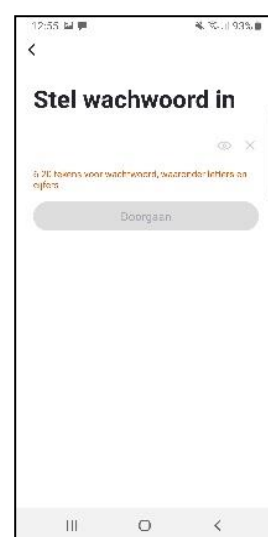 12:55 93%
Stel wachwoord in
6-20 tekens voor wachtwoord, waaronder letters en
cijfers
Doorgaan